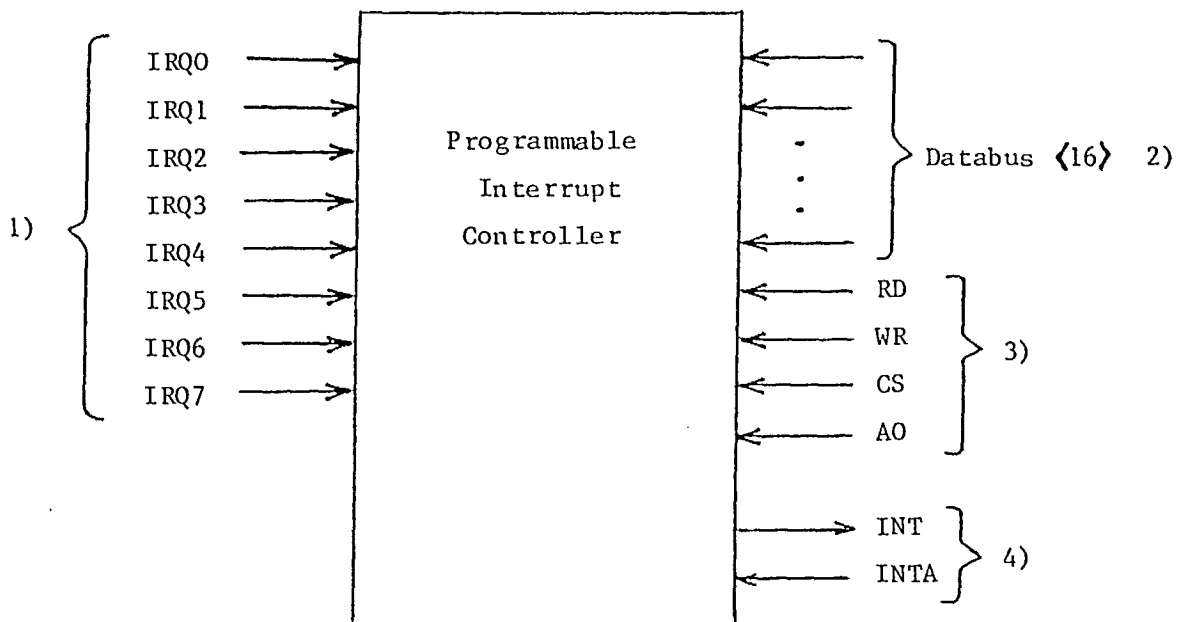 1)
IRQ0
IRQ1
IRQ2
IRQ3
IRQ4
IRQ5
IRQ6
IRQ7
Programmable
Interrupt
Controller
Databus <16> 2)
RD
WR
CS
AO
3)
INT
INTA
4)